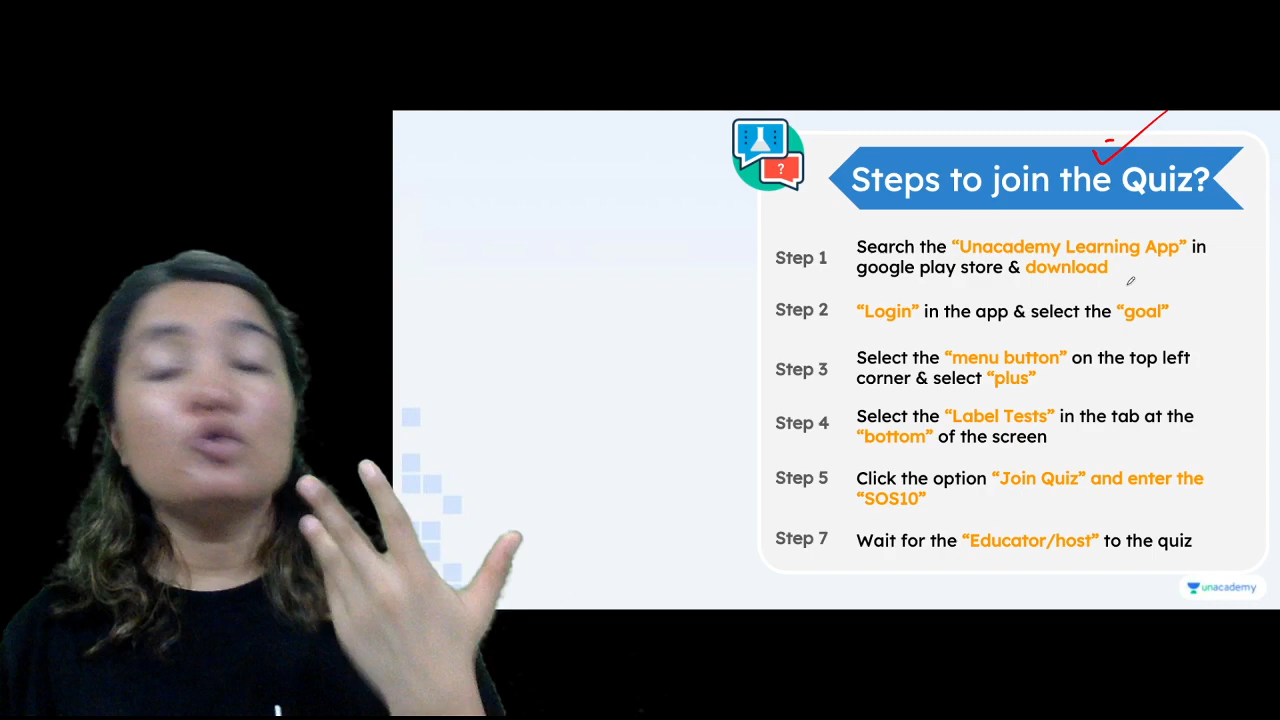 ?
Steps to join the Quiz?
Step 1
Search the “Unacademy Learning App” in
google play store & download
Step 2
“Login” in the app & select the “goal”
Step 3
Select the “menu button” on the top left
corner & select “plus”
Step 4
Select the “Label Tests” in the tab at the
“bottom” of the screen
Step 5
Click the option “Join Quiz” and enter the
“SOS10”
Step 7
Wait for the “Educator/host” to the quiz
unacademy